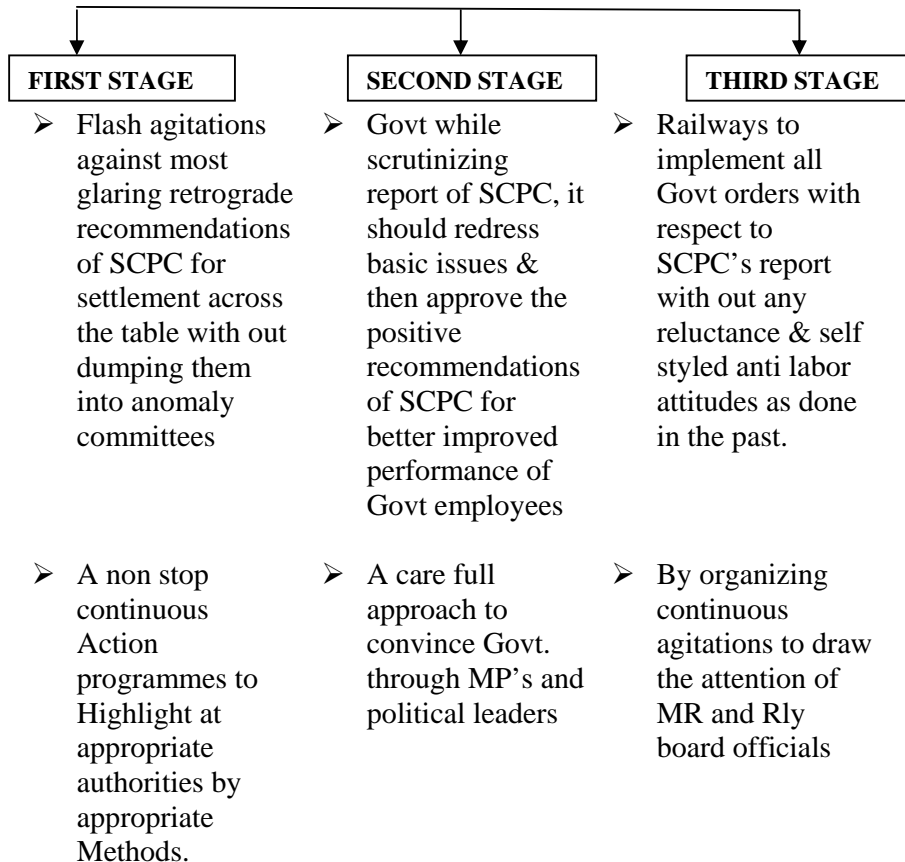 FIRST STAGE
Flash agitations
against most
glaring retrograde
recommendations
of SCPC for
settlement across
the table with out
dumping them
into anomaly
committees
A non stop
continuous
Action
programmes to
Highlight at
appropriate
authorities by
appropriate
Methods.
SECOND STAGE
Govt while
scrutinizing
report of SCPC, it
should redress
basic issues &
then approve the
positive
recommendations
of SCPC for
better improved
performance of
Govt employees
A care full
approach to
convince Govt.
through MP's and
political leaders
THIRD STAGE
Railways to
implement all
Govt orders with
respect to
SCPC's report
with out any
reluctance & self
styled anti labor
attitudes as done
in the past.
By organizing
continuous
agitations to draw
the attention of
MR and Rly
board officials